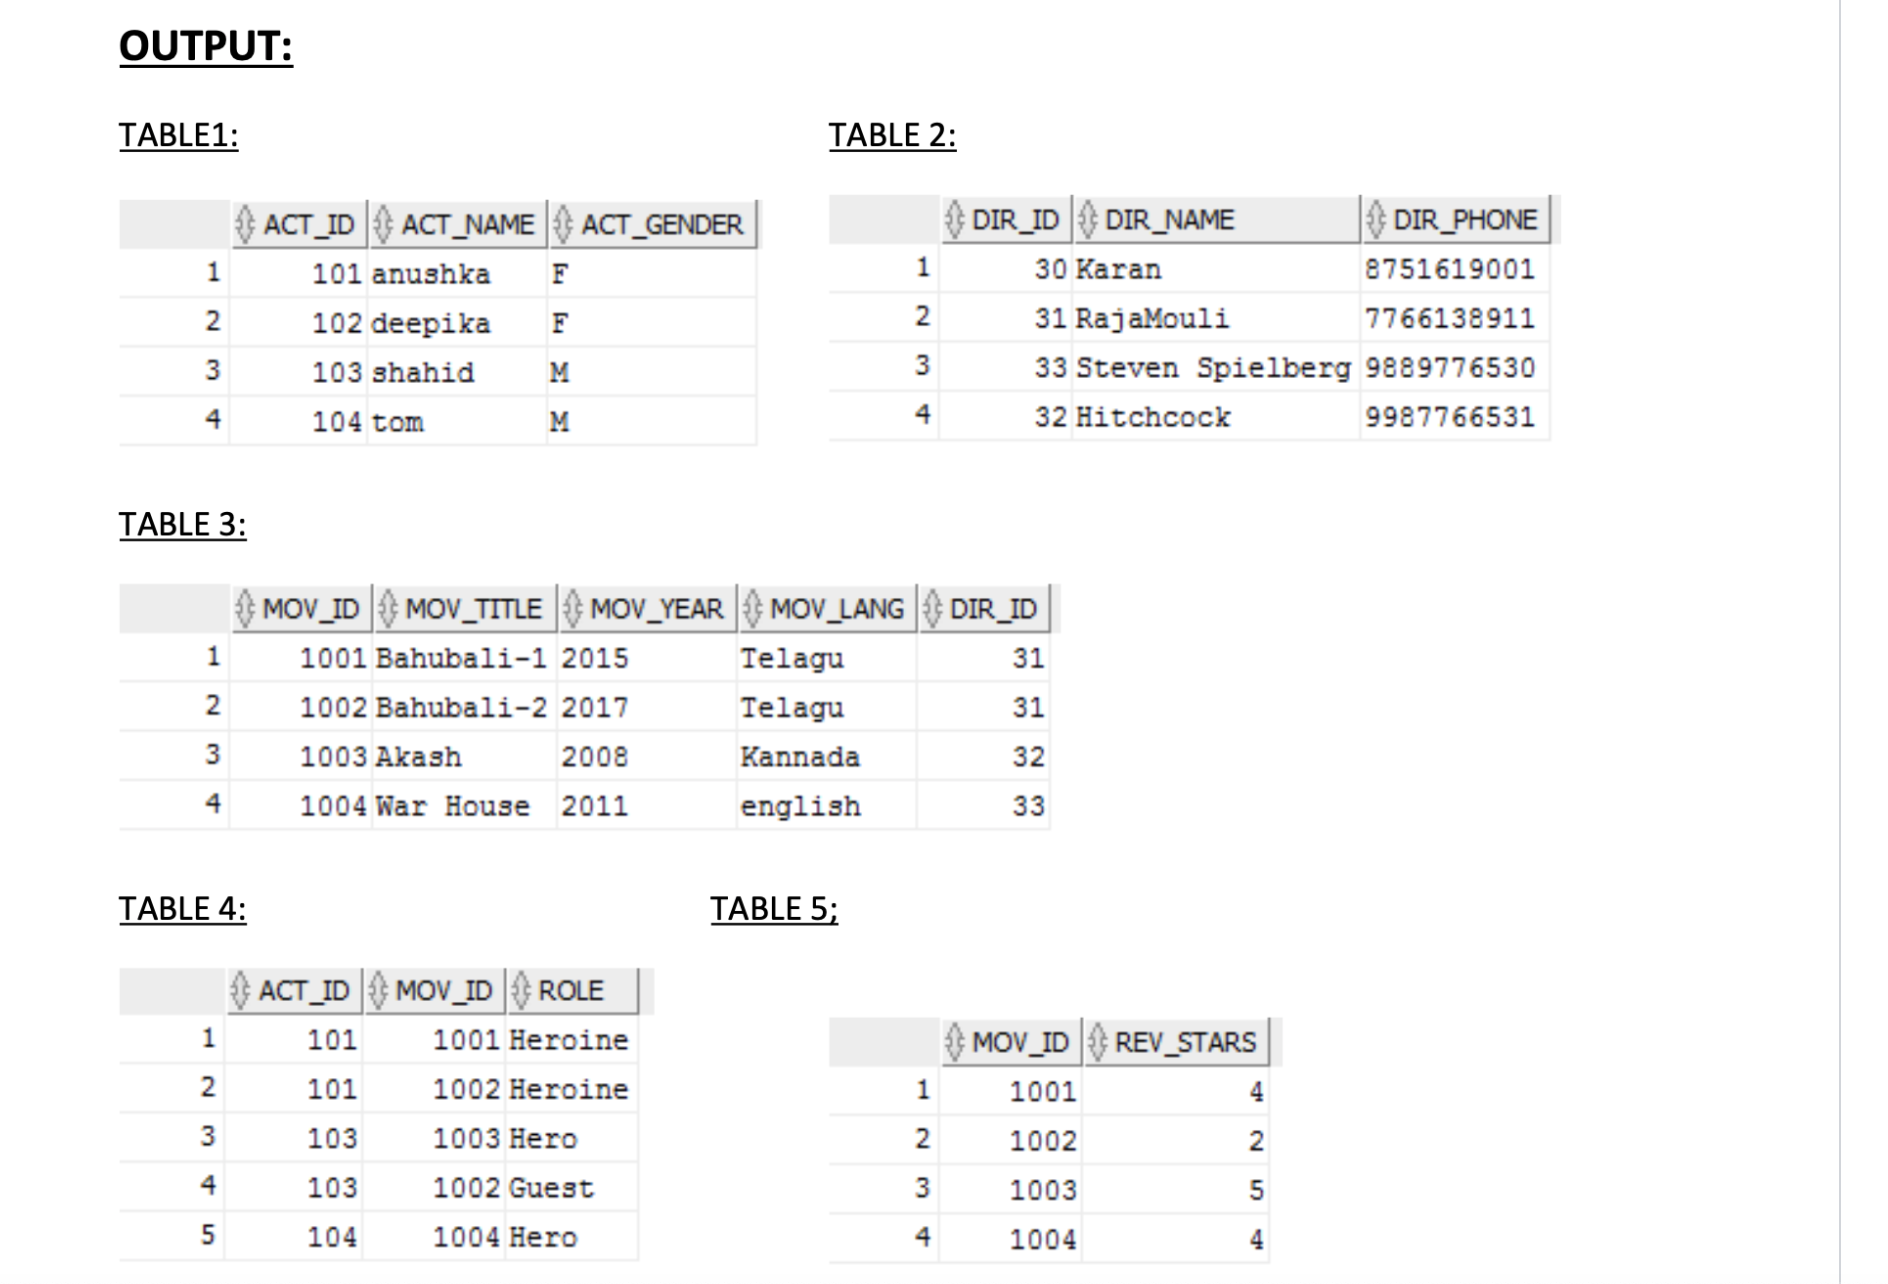 OUTPUT:
TABLE1:
ACT_ID ACT_NAME ACT_GENDER
1 101 anushka F
2 102 deepika F
3 103 shahid M
4 104 tom M
TABLE 2:
DIR_ID DIR_NAME DIR_PHONE
1 30 Karan 8751619001
2 31 RajaMouli 7766138911
3 33 Steven Spielberg 9889776530
4 32 Hitchcock 9987766531
TABLE 3:
MOV_ID MOV_TITLE MOV_YEAR MOV_LANG DIR_ID
1 1001 Bahubali-1 2015 Telagu 31
2 1002 Bahubali-2 2017 Telagu 31
3 1003 Akash 2008 Kannada 32
4 1004 War House 2011 english 33
TABLE 4:
ACT_ID MOV_ID ROLE
1 101 1001 Heroine
2 101 1002 Heroine
3 103 1003 Hero
4 103 1002 Guest
5 104 1004 Hero
TABLE 5;
MOV_ID REV_STARS
1 1001 4
2 1002 2
3 1003 5
4 1004 4